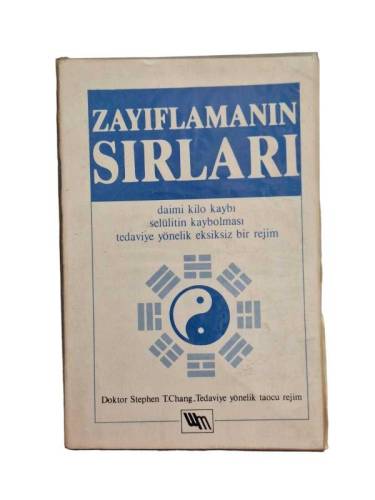 ZAYIFLAMANIN
SIRLARI
daimi kilo kaybı
selülitin kaybolması
tedaviye yönelik eksiksiz bir rejim
Doktor Stephen T.Chang.Tedaviye yönelik taocu rejim